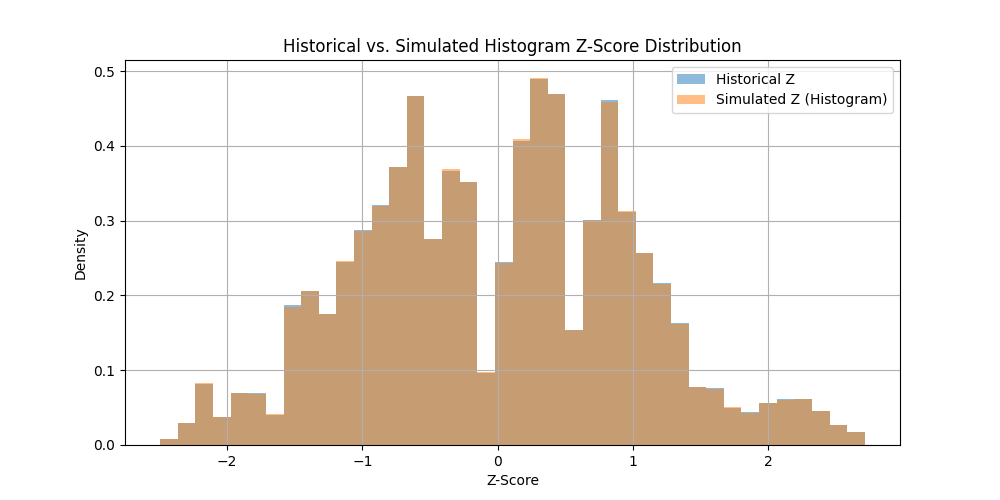 Historical vs. Simulated Histogram Z-Score Distribution
Historical Z
Simulated Z (Histogram)
0.5
0.4
0.3
0.2
0.1
0.0
Density
−2
−1
0
1
2
Z-Score